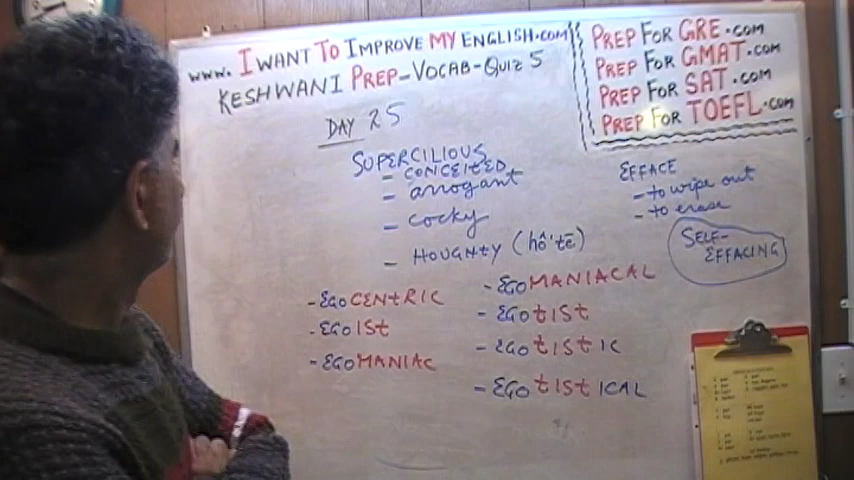 www. I WANT TO IMPROVE MY ENGLISH.COM
KESHWANI PREP-VOCAB-QUIZ 5
PREP FOR GRE.COM
PREP FOR GMAT.COM
PREP FOR SAT.COM
PREP FOR TOEFL.COM
DAY 25
SUPERCILIOUS
- CONCEITED
- arrogant
- cocky
- HOUGHTY (hô'tē)
EFFACE
- to wipe out
- to erase
SELF-
EFFACING
- EGOCENTRIC
- EGOIST
- EGOMANIAC
- EGOMANIACAL
- EGOTIST
- EGOTISTIC
- EGOTISTICAL